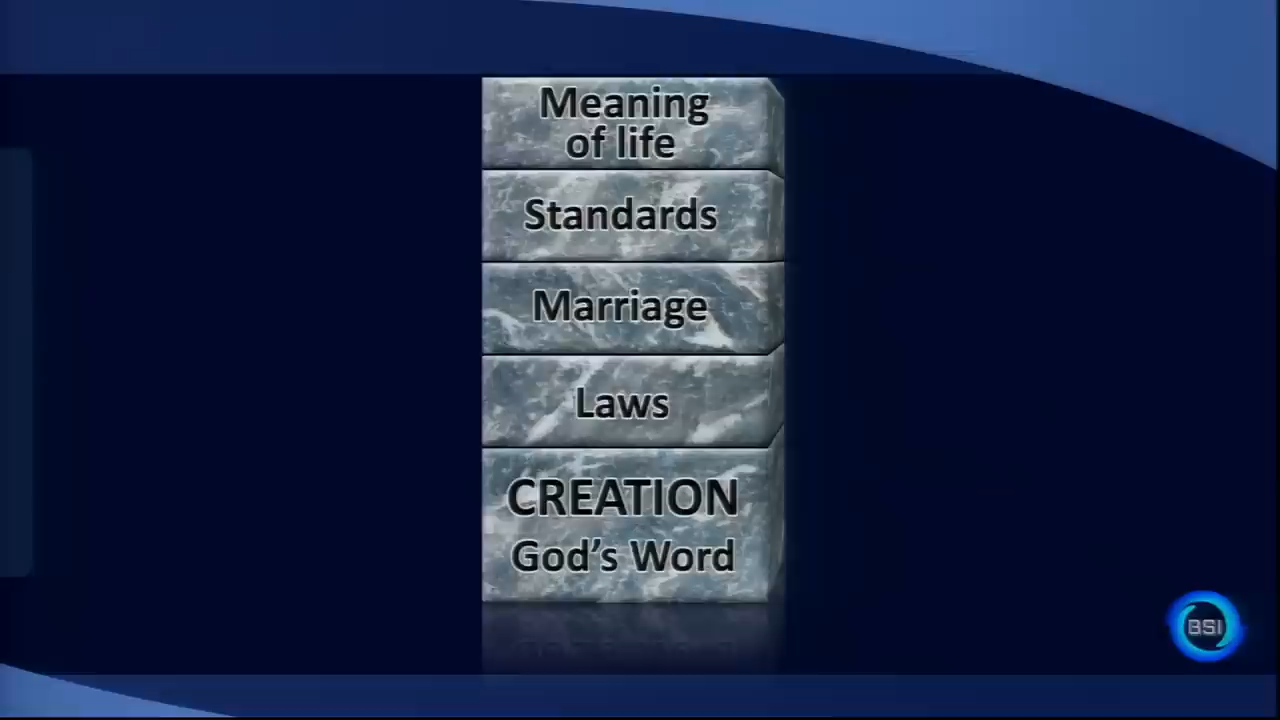 Meaning
of life
Standards
Marriage
Laws
CREATION
God's Word
BSI